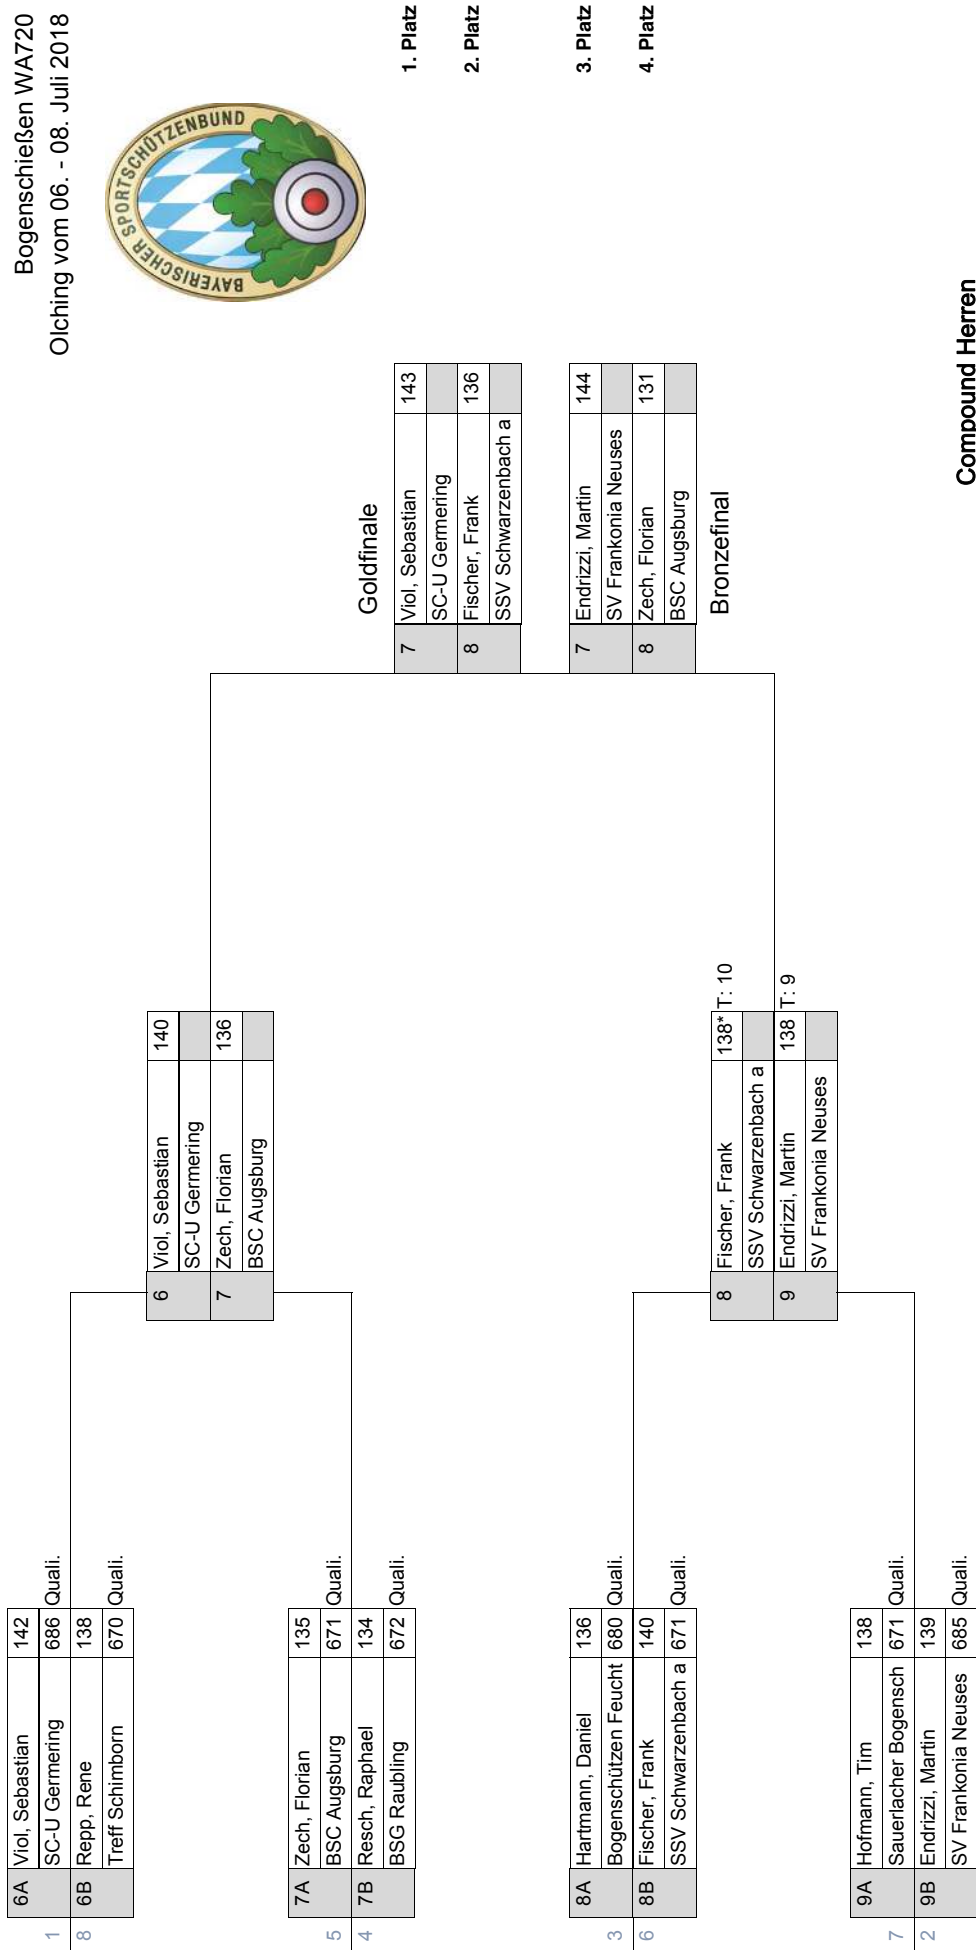 Bogenschießen WA720
Olching vom 06. - 08. Juli 2018
BAYERISCHER SPORTSCHÜTZENBUND
1 6A Viol, Sebastian 142
SC-U Germering 686 Quali.
8 6B Repp, Rene 138
Treff Schimborn 670 Quali.
5 7A Zech, Florian 135
BSC Augsburg 671 Quali.
4 7B Resch, Raphael 134
BSG Raubling 672 Quali.
3 8A Hartmann, Daniel 136
Bogenschützen Feucht 680 Quali.
6 8B Fischer, Frank 140
SSV Schwarzenbach a 671 Quali.
7 9A Hofmann, Tim 138
Sauerlacher Bogensch 671 Quali.
2 9B Endrizzi, Martin 139
SV Frankonia Neuses 685 Quali.
6 Viol, Sebastian 140
SC-U Germering
7 Zech, Florian 136
BSC Augsburg
8 Fischer, Frank 138* T: 10
SSV Schwarzenbach a
9 Endrizzi, Martin 138 T: 9
SV Frankonia Neuses
Goldfinale
7 Viol, Sebastian 143 1. Platz
SC-U Germering
8 Fischer, Frank 136 2. Platz
SSV Schwarzenbach a
7 Endrizzi, Martin 144 3. Platz
SV Frankonia Neuses
8 Zech, Florian 131 4. Platz
BSC Augsburg
Bronzefinal
Compound Herren